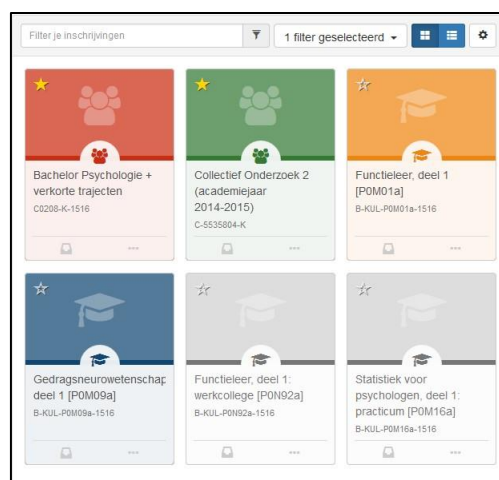 Filter je inschrijvingen
1 filter geselecteerd
Bachelor Psychologie +
verkorte trajecten
C0208-K-1516
Collectief Onderzoek 2
(academiejaar
2014-2015)
C-5535804-K
Functieleer, deel 1
[P0M01a]
B-KUL-P0M01a-1516
Gedragsneurowetenschap
deel 1 [P0M09a]
B-KUL-P0M09a-1516
Functieleer, deel 1:
werkcollege [P0N92a]
B-KUL-P0N92a-1516
Statistiek voor
psychologen, deel 1:
practicum [P0M16a]
B-KUL-P0M16a-1516